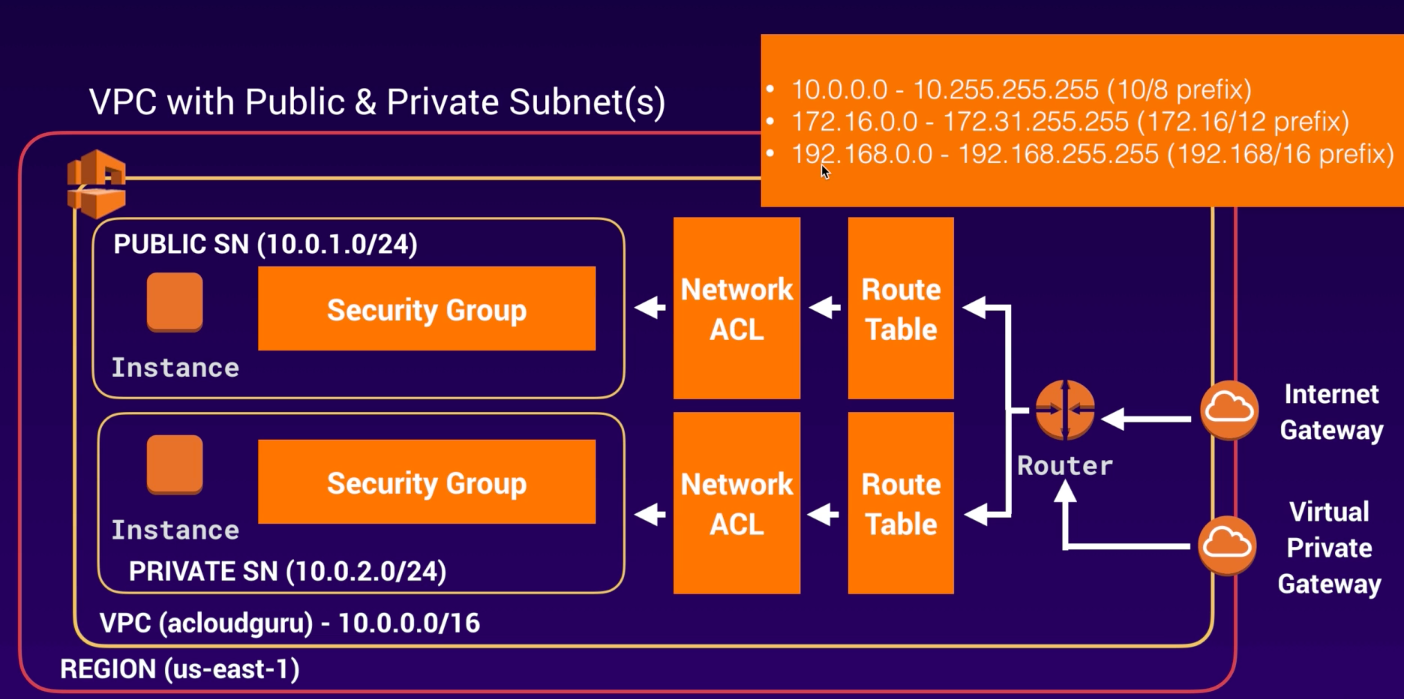 VPC with Public & Private Subnet(s)
• 10.0.0.0 - 10.255.255.255 (10/8 prefix)
• 172.16.0.0 - 172.31.255.255 (172.16/12 prefix)
• 192.168.0.0 - 192.168.255.255 (192.168/16 prefix)
PUBLIC SN (10.0.1.0/24)
Instance
Security Group
Network
ACL
Route
Table
Instance
Security Group
PRIVATE SN (10.0.2.0/24)
Network
ACL
Route
Table
Router
Internet
Gateway
Virtual
Private
Gateway
VPC (acloudguru) - 10.0.0.0/16
REGION (us-east-1)